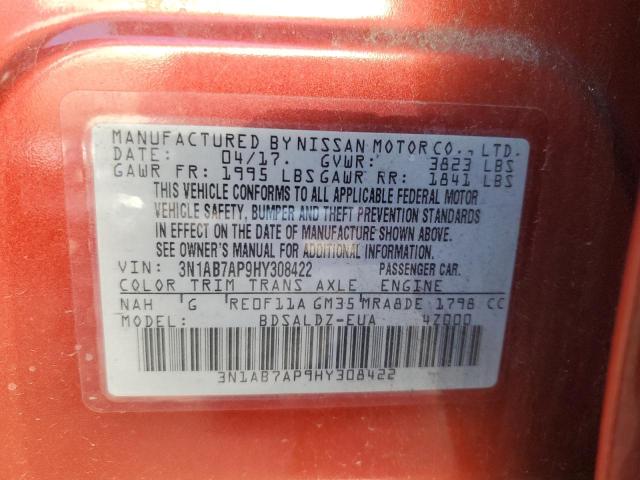 MANUFACTURED BY NISSAN MOTOR CO., LTD.
DATE: 04/17. GVWR: 3823 LBS
GAWR FR: 1995 LBS GAWR RR: 1841 LBS
THIS VEHICLE CONFORMS TO ALL APPLICABLE FEDERAL MOTOR
VEHICLE SAFETY, BUMPER AND THEFT PREVENTION STANDARDS
IN EFFECT ON THE DATE OF MANUFACTURE SHOWN ABOVE.
SEE OWNER'S MANUAL FOR ADDITIONAL INFORMATION.
VIN: 3N1AB7AP9HY308422 PASSENGER CAR.
COLOR TRIM TRANS AXLE ENGINE
NAH 'G RE0F11A GM35 MRA8DE 1798 CC
MODEL: BDSALDZ-EUA 4Z000
3N1AB7AP9HY308422